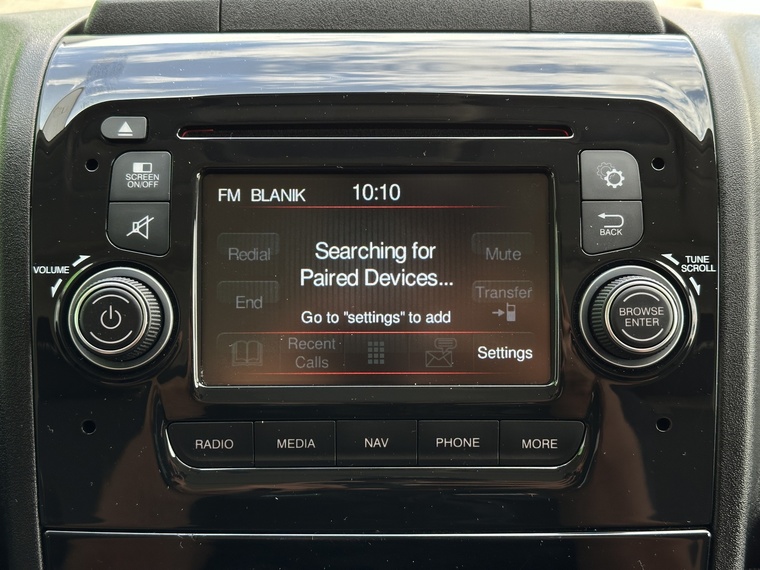 SCREEN
ON/OFF
FM BLANIK 10:10
BACK
Redial
Searching for
Paired Devices...
Mute
VOLUME
TUNE
SCROLL
End
Transfer
Go to "settings" to add
BROWSE
ENTER
Recent
Calls
Settings
RADIO
MEDIA
NAV
PHONE
MORE